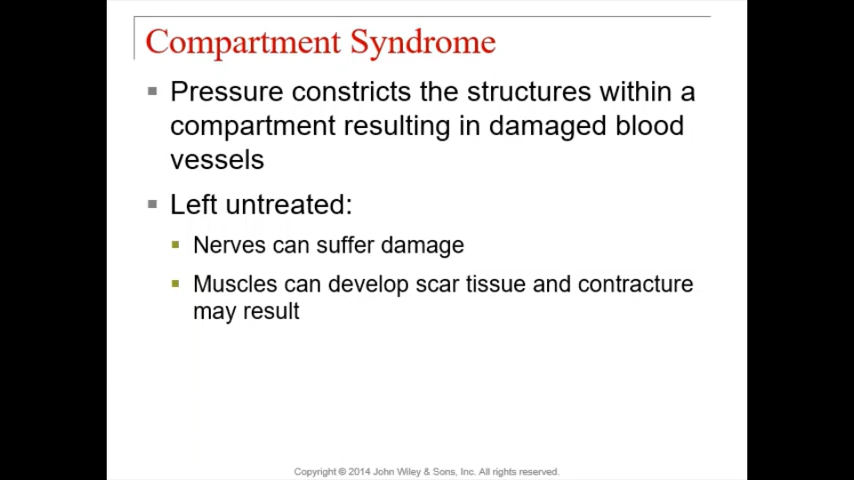 Compartment Syndrome
Pressure constricts the structures within a
compartment resulting in damaged blood
vessels
Left untreated:
Nerves can suffer damage
Muscles can develop scar tissue and contracture
may result
Copyright © 2014 John Wiley & Sons, Inc. All rights reserved.